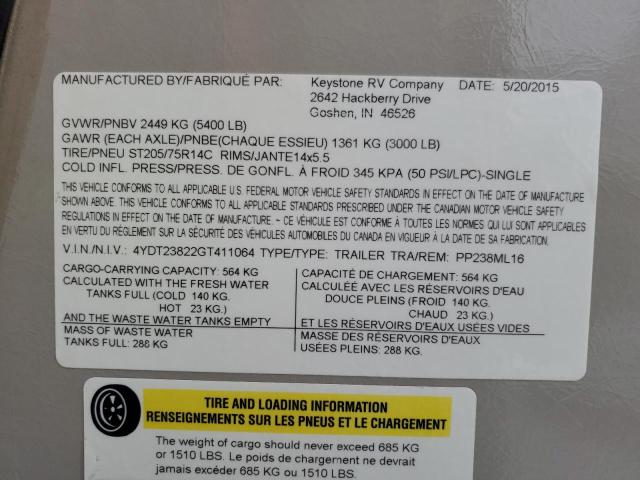 MANUFACTURED BY/FABRIQUÉ PAR: Keystone RV Company DATE: 5/20/2015
2642 Hackberry Drive
Goshen, IN 46526
GVWR/PNBV 2449 KG (5400 LB)
GAWR (EACH AXLE)/PNBE(CHAQUE ESSIEU) 1361 KG (3000 LB)
TIRE/PNEU ST205/75R14C RIMS/JANTE14x5.5
COLD INFL. PRESS/PRESS. DE GONFL. À FROID 345 KPA (50 PSI/LPC)-SINGLE
THIS VEHICLE CONFORMS TO ALL APPLICABLE U.S. FEDERAL MOTOR VEHICLE SAFETY STANDARDS IN EFFECT ON THE DATE OF MANUFACTURE
SHOWN ABOVE. THIS VEHICLE CONFORMS TO ALL APPLICABLE STANDARDS PRESCRIBED UNDER THE CANADIAN MOTOR VEHICLE SAFETY
REGULATIONS IN EFFECT ON THE DATE OF MANUFACTURE. - CE VÉHICULE EST CONFORME À TOUTES LES NORMES QUI LUI SONT APPLICABLES
EN VERTU DU RÉGLEMENT SUR LA SÉCURITÉ DES VÉHICULES AUTOMOBILES DU CANADA EN VIGUEUR À LA DATE DE SA FABRICATION.
V.I.N./N.I.V.: 4YDT23822GT411064 TYPE/TYPE: TRAILER TRA/REM: PP238ML16
CARGO-CARRYING CAPACITY: 564 KG
CALCULATED WITH THE FRESH WATER
TANKS FULL (COLD 140 KG.
HOT 23 KG.)
AND THE WASTE WATER TANKS EMPTY
MASS OF WASTE WATER
TANKS FULL: 288 KG
CAPACITÉ DE CHARGEMENT: 564 KG
CALCULÉE AVEC LES RÉSERVOIRS D'EAU
DOUCE PLEINS (FROID 140 KG.
CHAUD 23 KG.)
ET LES RÉSERVOIRS D'EAUX USÉES VIDES
MASSE DES RÉSERVOIRS D'EAUX
USÉES PLEINS: 288 KG.
TIRE AND LOADING INFORMATION
RENSEIGNEMENTS SUR LES PNEUS ET LE CHARGEMENT
The weight of cargo should never exceed 685 KG
or 1510 LBS. Le poids de chargement ne devrait
jamais excéder 685 KG ou 1510 LBS.